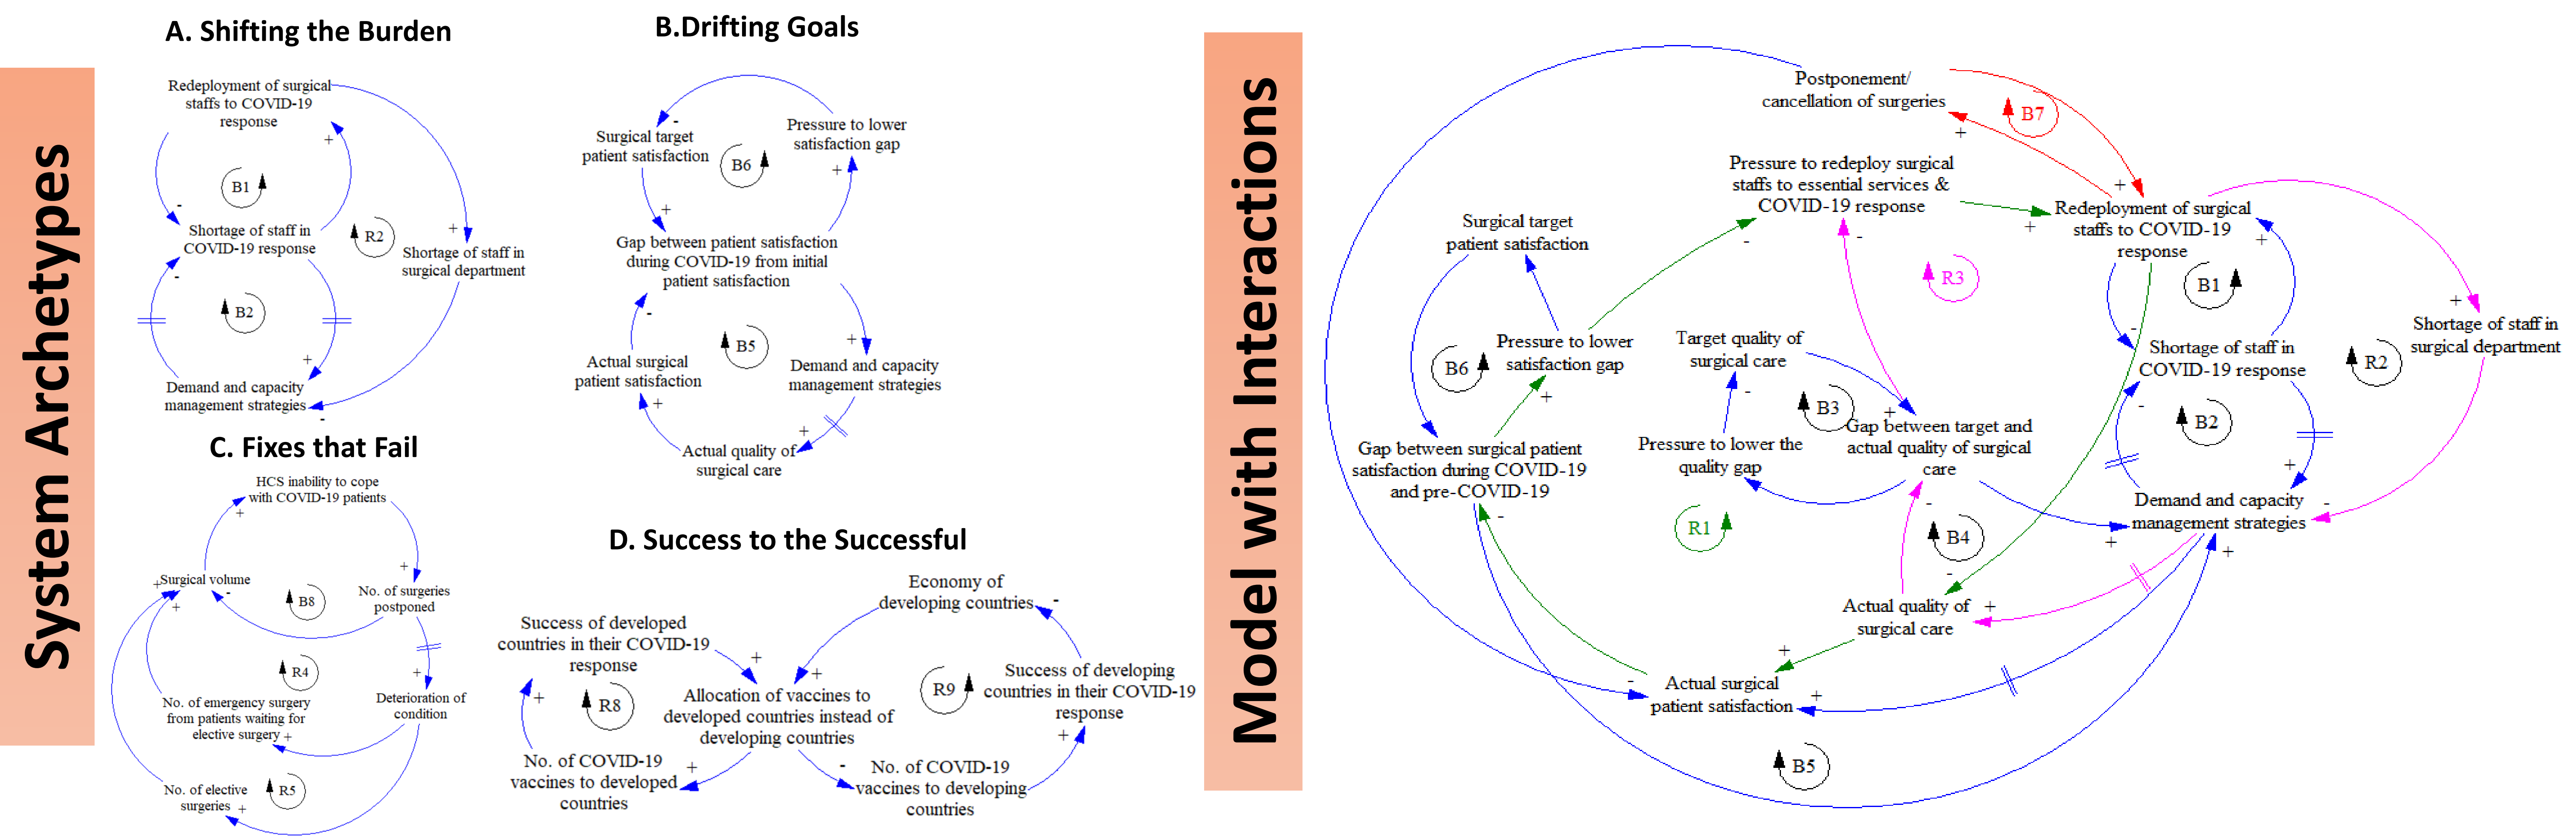 System Archetypes
A. Shifting the Burden
Redeployment of surgical
staffs to COVID-19
response
+
B1
-
R2
+
Shortage of staff in
COVID-19 response
Shortage of staff in
surgical department
-
B2
+
Demand and capacity
management strategies
-
B.Drifting Goals
-
Surgical target
patient satisfaction
Pressure to lower
satisfaction gap
B6
+
+
Gap between patient satisfaction
during COVID-19 from initial
patient satisfaction
-
B5
+
Actual surgical
patient satisfaction
Demand and capacity
management strategies
+
+
Actual quality of
surgical care
C. Fixes that Fail
HCS inability to cope
with COVID-19 patients
+
+
+
Surgical volume
-
+
B8
No. of surgeries
postponed
R4
+
No. of emergency surgery
from patients waiting for
elective surgery
+
Deterioration of
condition
No. of elective
surgeries
+
R5
D. Success to the Successful
Economy of
developing countries
-
Success of developed
countries in their COVID-19
response
+
+
R8
+
Allocation of vaccines to
developed countries instead of
developing countries
R9
Success of developing
countries in their COVID-19
response
+
No. of COVID-19
vaccines to developed
countries
+
-
No. of COVID-19
vaccines to developing
countries
Model with Interactions
Postponement/
cancellation of surgeries
B7
+
+
Pressure to redeploy surgical
staffs to essential services &
COVID-19 response
-
-
+
Redeployment of surgical
staffs to COVID-19
response
+
Surgical target
patient satisfaction
R3
B1
+
Shortage of staff in
surgical department
Pressure to lower
satisfaction gap
B6
+
Target quality of
surgical care
-
B3
+
-
Shortage of staff in
COVID-19 response
R2
-
B2
Gap between surgical patient
satisfaction during COVID-19
and pre-COVID-19
-
Pressure to lower the
quality gap
Gap between target and
actual quality of surgical
care
-
+
Demand and capacity
management strategies
-
+
+
R1
B4
-
Actual quality of
surgical care
+
+
Actual surgical
patient satisfaction
-
+
B5